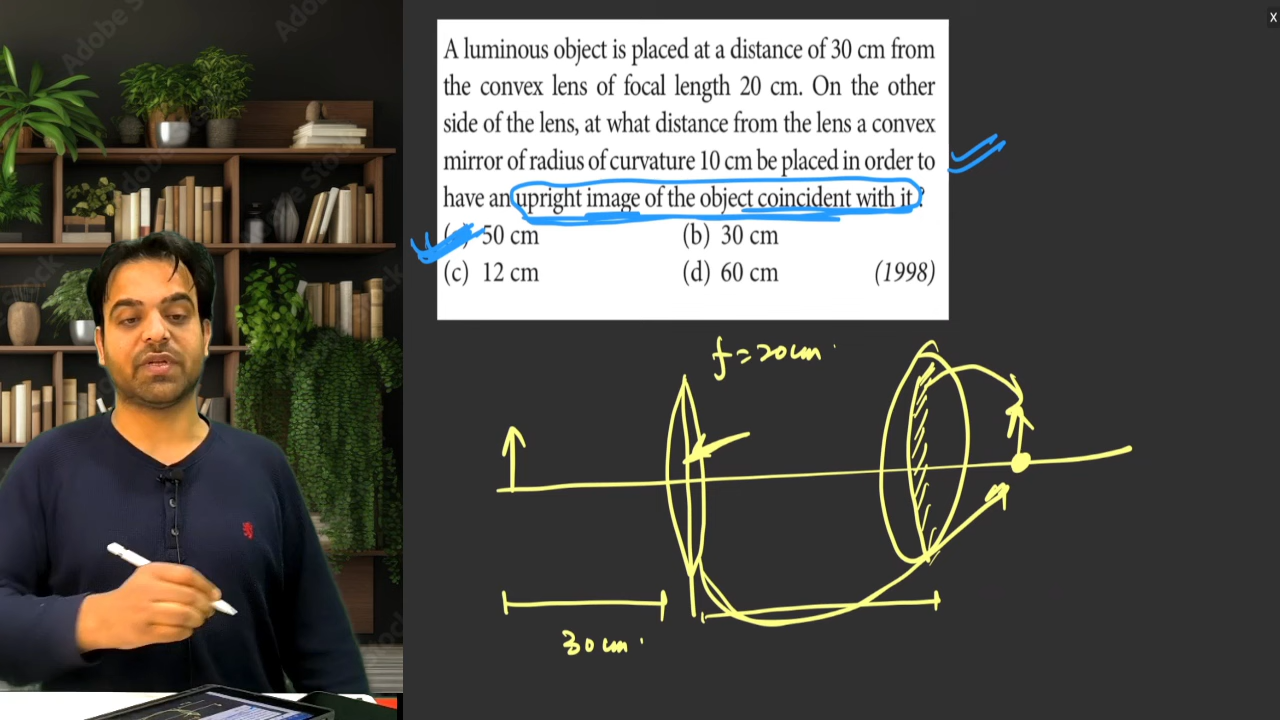 X
A luminous object is placed at a distance of 30 cm from
the convex lens of focal length 20 cm. On the other
side of the lens, at what distance from the lens a convex
mirror of radius of curvature 10 cm be placed in order to
have an upright image of the object coincident with it?
50 cm (b) 30 cm
(c) 12 cm (d) 60 cm (1998)
f = 20 cm.
30 cm.